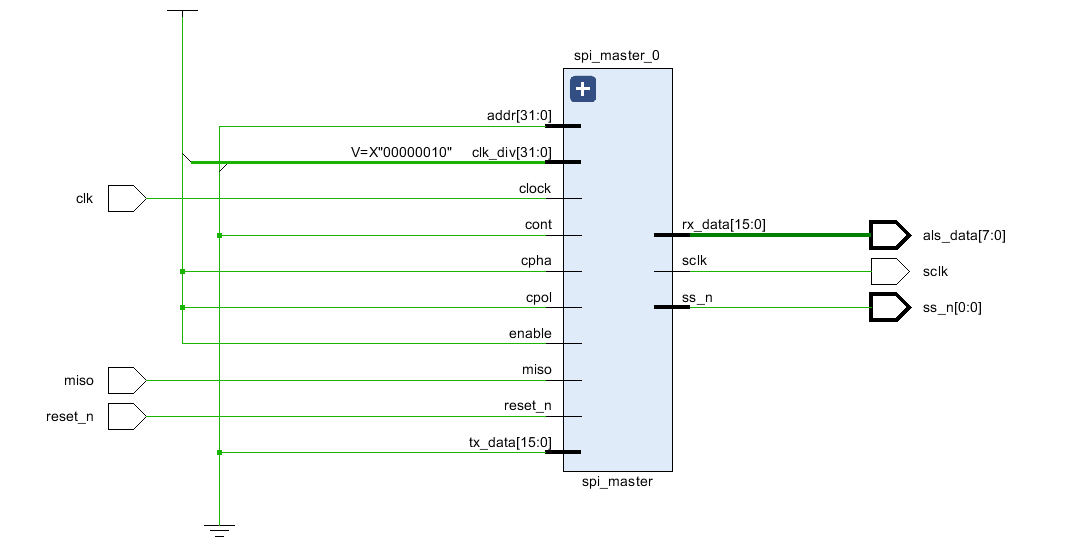 spi_master_0
addr[31:0]
V=X"00000010" clk_div[31:0]
clk
clock
cont
rx_data[15:0]
als_data[7:0]
cpha
sclk
sclk
cpol
ss_n
ss_n[0:0]
enable
miso
miso
reset_n
reset_n
tx_data[15:0]
spi_master